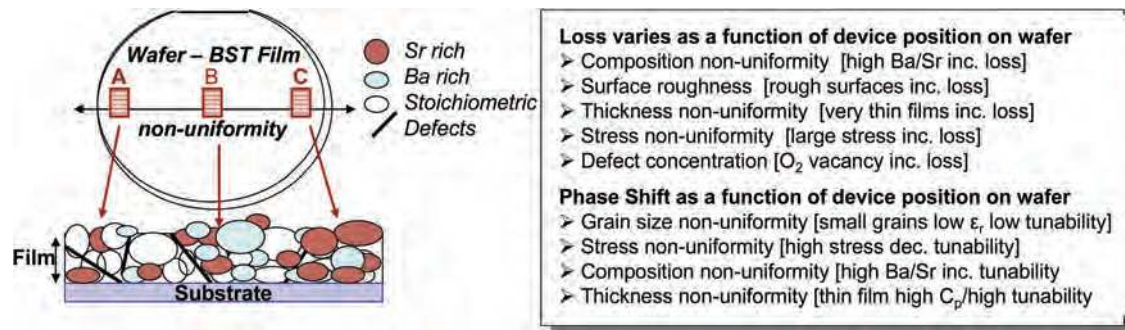 Wafer – BST Film
A B C
non-uniformity
Sr rich
Ba rich
Stoichiometric
Defects
Film
Substrate
Loss varies as a function of device position on wafer
➢ Composition non-uniformity [high Ba/Sr inc. loss]
➢ Surface roughness [rough surfaces inc. loss]
➢ Thickness non-uniformity [very thin films inc. loss]
➢ Stress non-uniformity [large stress inc. loss]
➢ Defect concentration [O₂ vacancy inc. loss]
Phase Shift as a function of device position on wafer
➢ Grain size non-uniformity [small grains low εᵣ low tunability]
➢ Stress non-uniformity [high stress dec. tunability]
➢ Composition non-uniformity [high Ba/Sr inc. tunability
➢ Thickness non-uniformity [thin film high Cₚ/high tunability